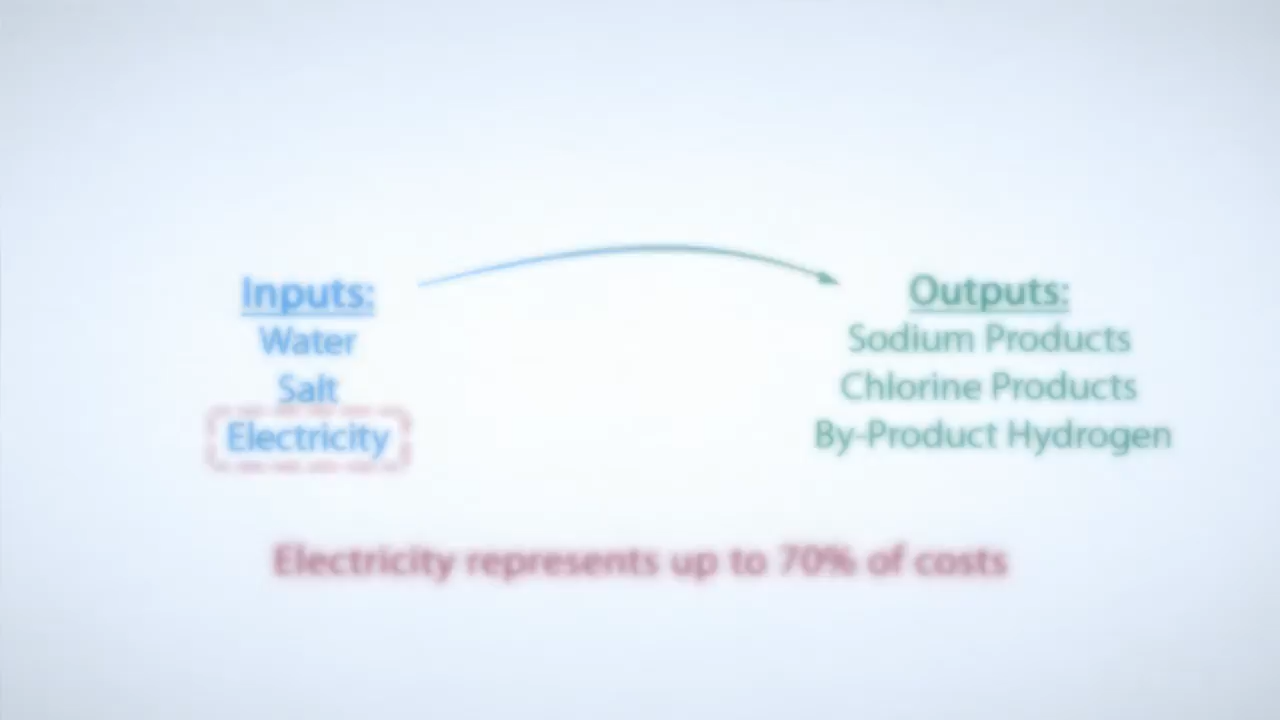 Inputs:
Water
Salt
Electricity
Outputs:
Sodium Products
Chlorine Products
By-Product Hydrogen
Electricity represents up to 70% of costs